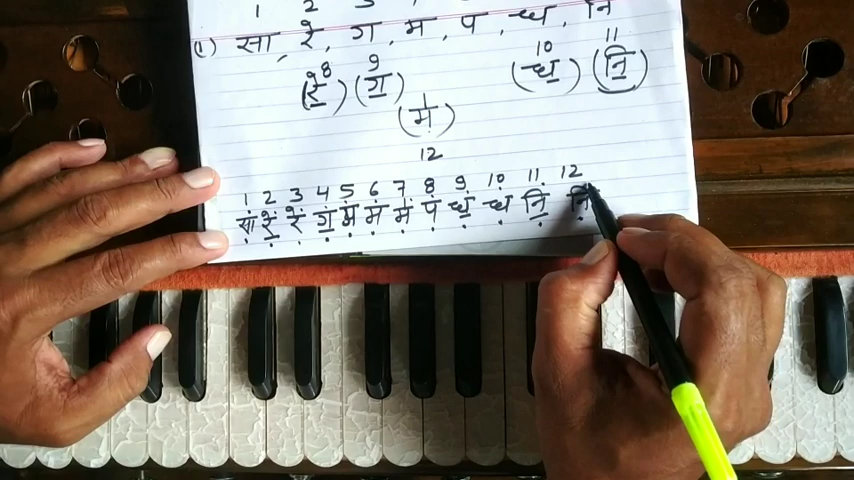 1 2 3
(1) सा, रे, ग, म, प, ध, नि
8 9 10 11
(रे॒) (ग॒) (ध॒) (नि॒)
(म॑)
12
1 2 3 4 5 6 7 8 9 10 11 12
सा़ रे़॒ रे़ ग़॒ म़ म़ प़ ध़॒ ध़ नि़॒ नि़